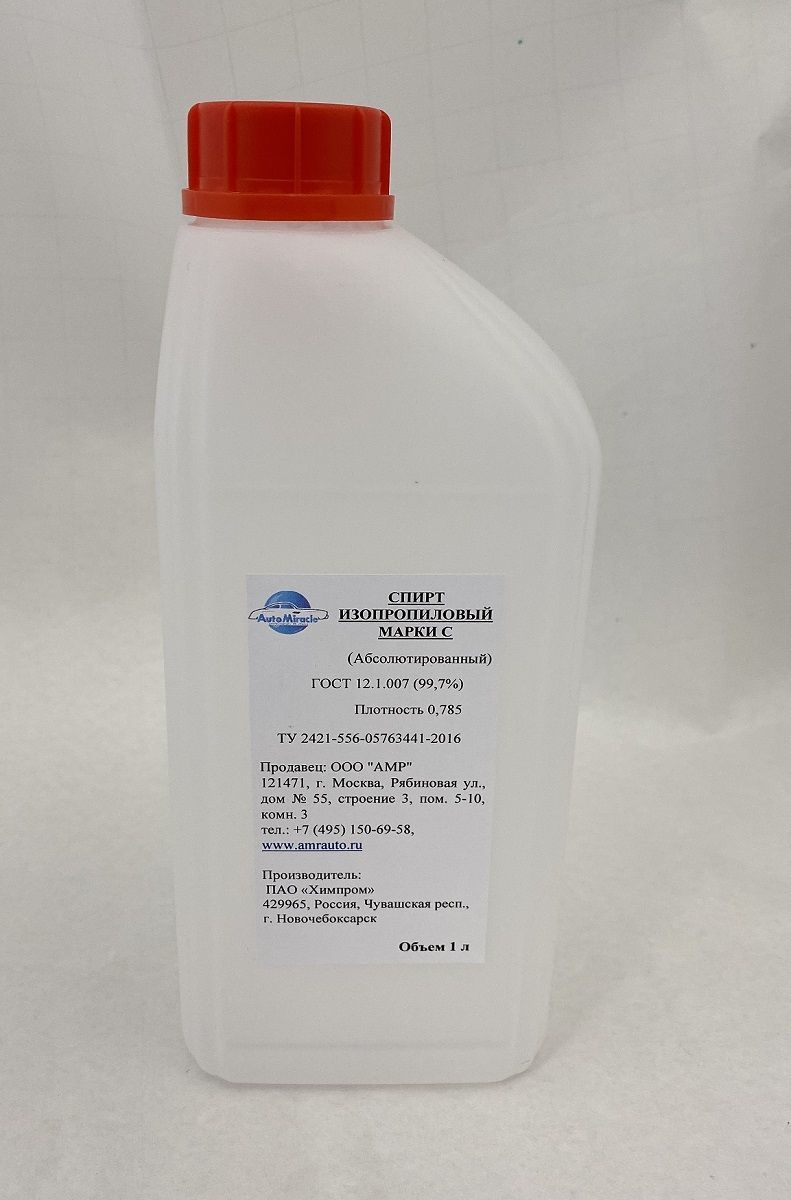 AutoMiracle
СПИРТ
ИЗОПРОПИЛОВЫЙ
МАРКИ С
(Абсолютированный)
ГОСТ 12.1.007 (99,7%)
Плотность 0,785
ТУ 2421-556-05763441-2016
Продавец: ООО "АМР"
121471, г. Москва, Рябиновая ул.,
дом № 55, строение 3, пом. 5-10,
комн. 3
тел.: +7 (495) 150-69-58,
www.amrauto.ru
Производитель:
ПАО «Химпром»
429965, Россия, Чувашская респ.,
г. Новочебоксарск
Объем 1 л